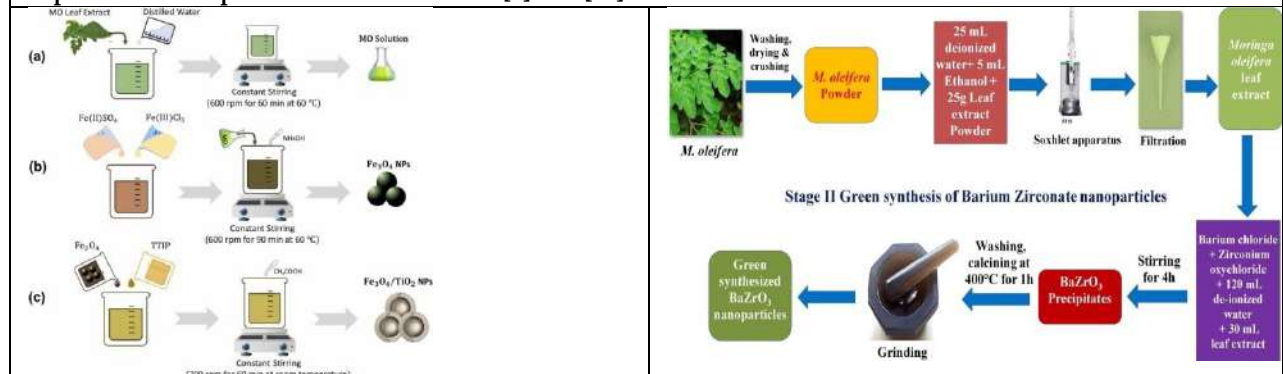 MO Leaf Extract
Distilled Water
(a)
MO Solution
Constant Stirring
(600 rpm for 60 min at 60 °C)
Fe(II)SO₄
Fe(III)Cl₃
NH₄OH
(b)
Fe₃O₄ NPs
Constant Stirring
(600 rpm for 90 min at 60 °C)
Fe₃O₄
TTIP
CH₃COOH
(c)
Fe₃O₄/TiO₂ NPs
Constant Stirring
Washing,
drying &
crushing
M. oleifera
M. oleifera
Powder
25 mL
deionized
water+ 5 mL
Ethanol +
25g Leaf
extract
Powder
Soxhlet apparatus
Filtration
Moringa
oleifera
leaf
extract
Stage II Green synthesis of Barium Zirconate nanoparticles
Barium chloride
+ Zirconium
oxychloride
+ 120 mL
de-ionized
water
+ 30 mL
leaf extract
Stirring
for 4h
BaZrO₃
Precipitates
Washing,
calcining at
400°C for 1h
Grinding
Green
synthesized
BaZrO₃
nanoparticles